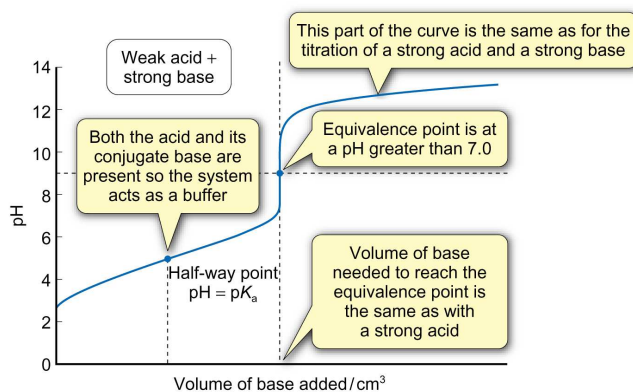 This part of the curve is the same as for the
titration of a strong acid and a strong base
Weak acid +
strong base
14
12
10
8
6
4
2
0
pH
Both the acid and its
conjugate base are
present so the system
acts as a buffer
Equivalence point is at
a pH greater than 7.0
Half-way point
pH = pKₐ
Volume of base
needed to reach the
equivalence point is
the same as with
a strong acid
Volume of base added/cm³